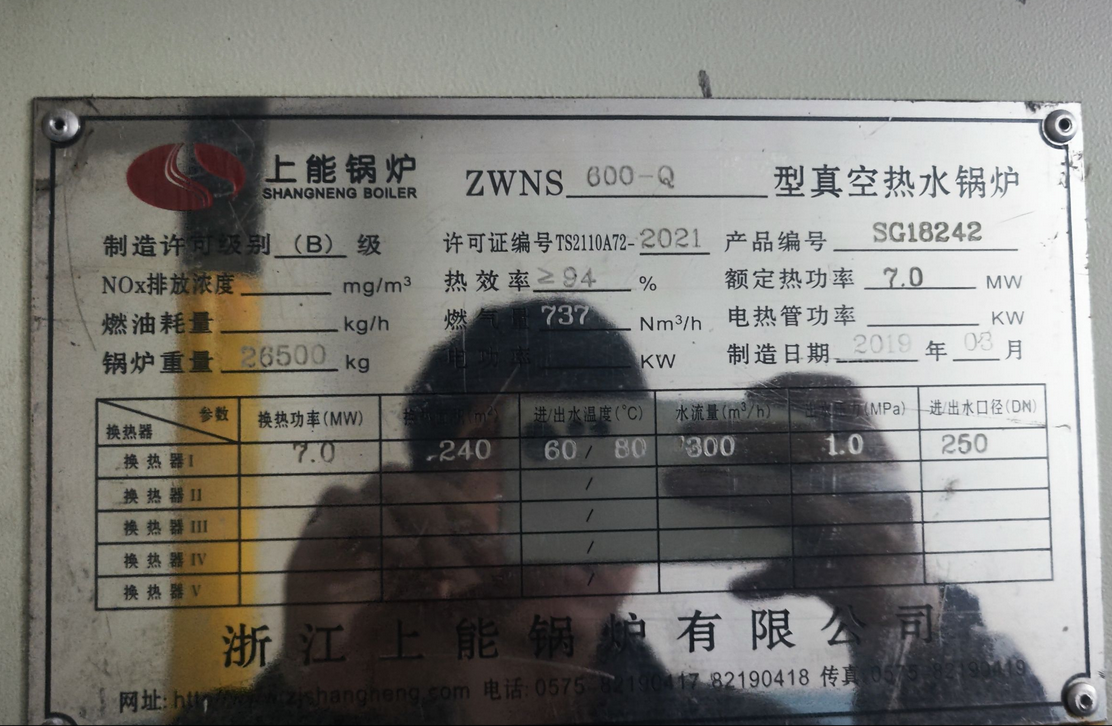 上能锅炉
SHANGNENG BOILER
ZWNS 600-Q 型真空热水锅炉
制造许可级别 (B) 级 许可证编号TS2110A72-2021 产品编号 SG18242
NOx排放浓度 mg/m³ 热效率 ≥94 % 额定热功率 7.0 MW
燃油耗量 kg/h 燃气量 737 Nm³/h 电热管功率 KW
锅炉重量 26500 kg 电功率 KW 制造日期 2019 年 08 月
参数 换热器 换热功率(MW) (m²) 进/出水温度(°C) 水流量(m³/h) (MPa) 进/出水口径(DN)
换热器I 7.0 240 60 / 80 300 1.0 250
换热器II /
换热器III /
换热器IV /
换热器V /
浙江上能锅炉有限公司
网址: zjshangneng.com 电话: 0575-82190417 82190418 传真:0575-82190419